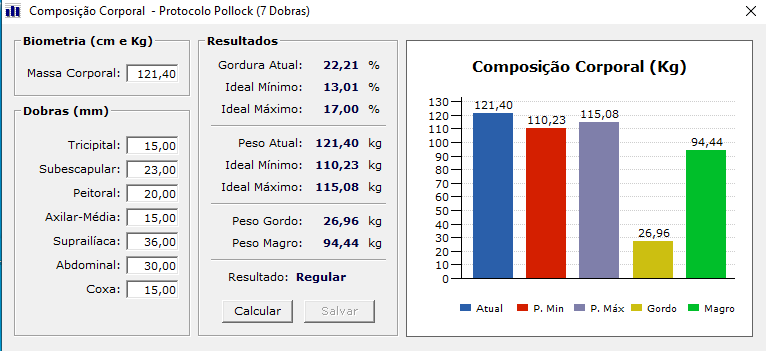 Composição Corporal - Protocolo Pollock (7 Dobras)
Biometria (cm e Kg)
Massa Corporal: 121,40
Dobras (mm)
Tricipital: 15,00
Subescapular: 23,00
Peitoral: 20,00
Axilar-Média: 15,00
Suprailíaca: 36,00
Abdominal: 30,00
Coxa: 15,00
Resultados
Gordura Atual: 22,21 %
Ideal Mínimo: 13,01 %
Ideal Máximo: 17,00 %
Peso Atual: 121,40 kg
Ideal Mínimo: 110,23 kg
Ideal Máximo: 115,08 kg
Peso Gordo: 26,96 kg
Peso Magro: 94,44 kg
Resultado: Regular
Calcular Salvar
Composição Corporal (Kg)
130
120
110
100
90
80
70
60
50
40
30
20
10
0
121,40
110,23
115,08
26,96
94,44
Atual P. Min P. Máx Gordo Magro